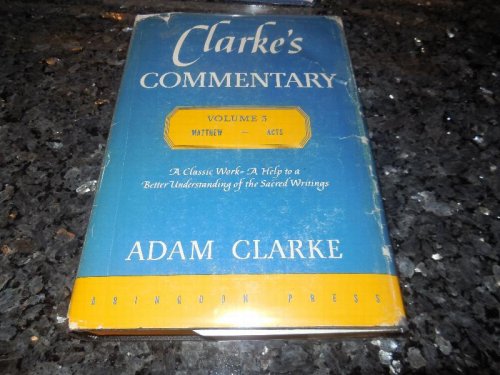 Clarke's
COMMENTARY
VOLUME 5
MATTHEW — ACTS
A Classic Work - A Help to a
Better Understanding of the Sacred Writings
ADAM CLARKE
ABINGDON PRESS